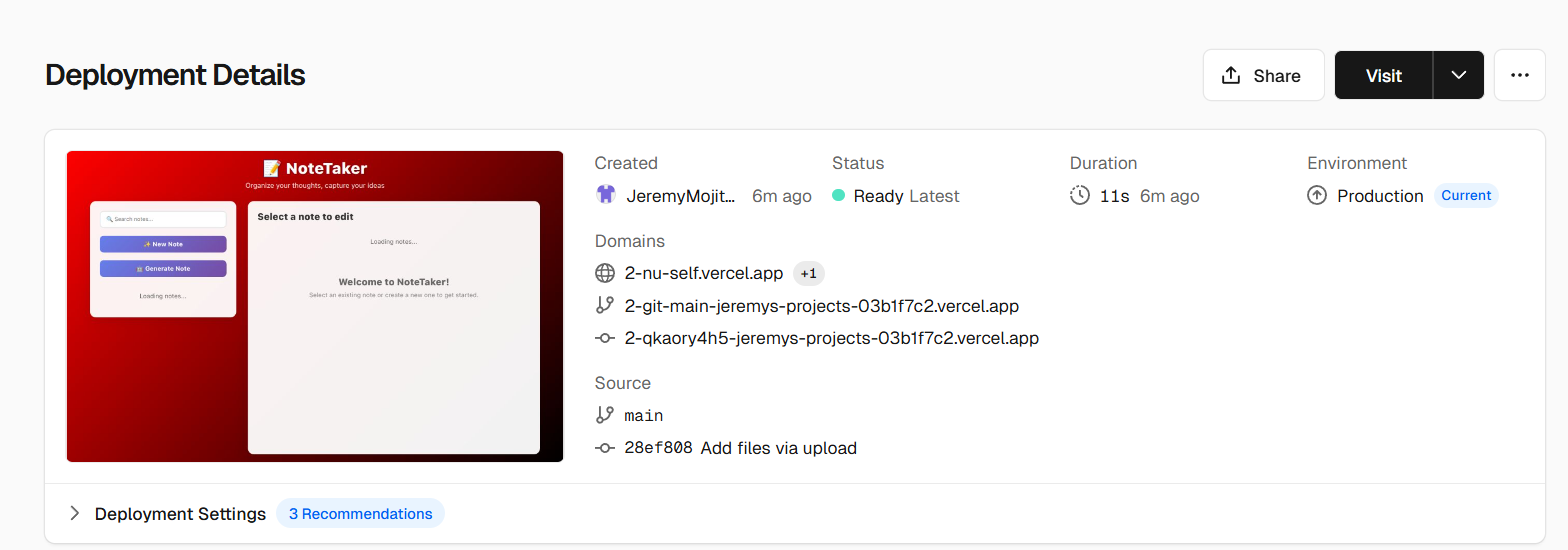 Deployment Details
Share
Visit
📝 NoteTaker
Organize your thoughts, capture your ideas
🔍 Search notes...
✨ New Note
🤖 Generate Note
Loading notes...
Select a note to edit
Loading notes...
Welcome to NoteTaker!
Select an existing note or create a new one to get started.
Created
JeremyMojit... 6m ago
Status
Ready Latest
Duration
11s 6m ago
Environment
Production Current
Domains
2-nu-self.vercel.app +1
2-git-main-jeremys-projects-03b1f7c2.vercel.app
2-qkaory4h5-jeremys-projects-03b1f7c2.vercel.app
Source
main
28ef808 Add files via upload
Deployment Settings 3 Recommendations